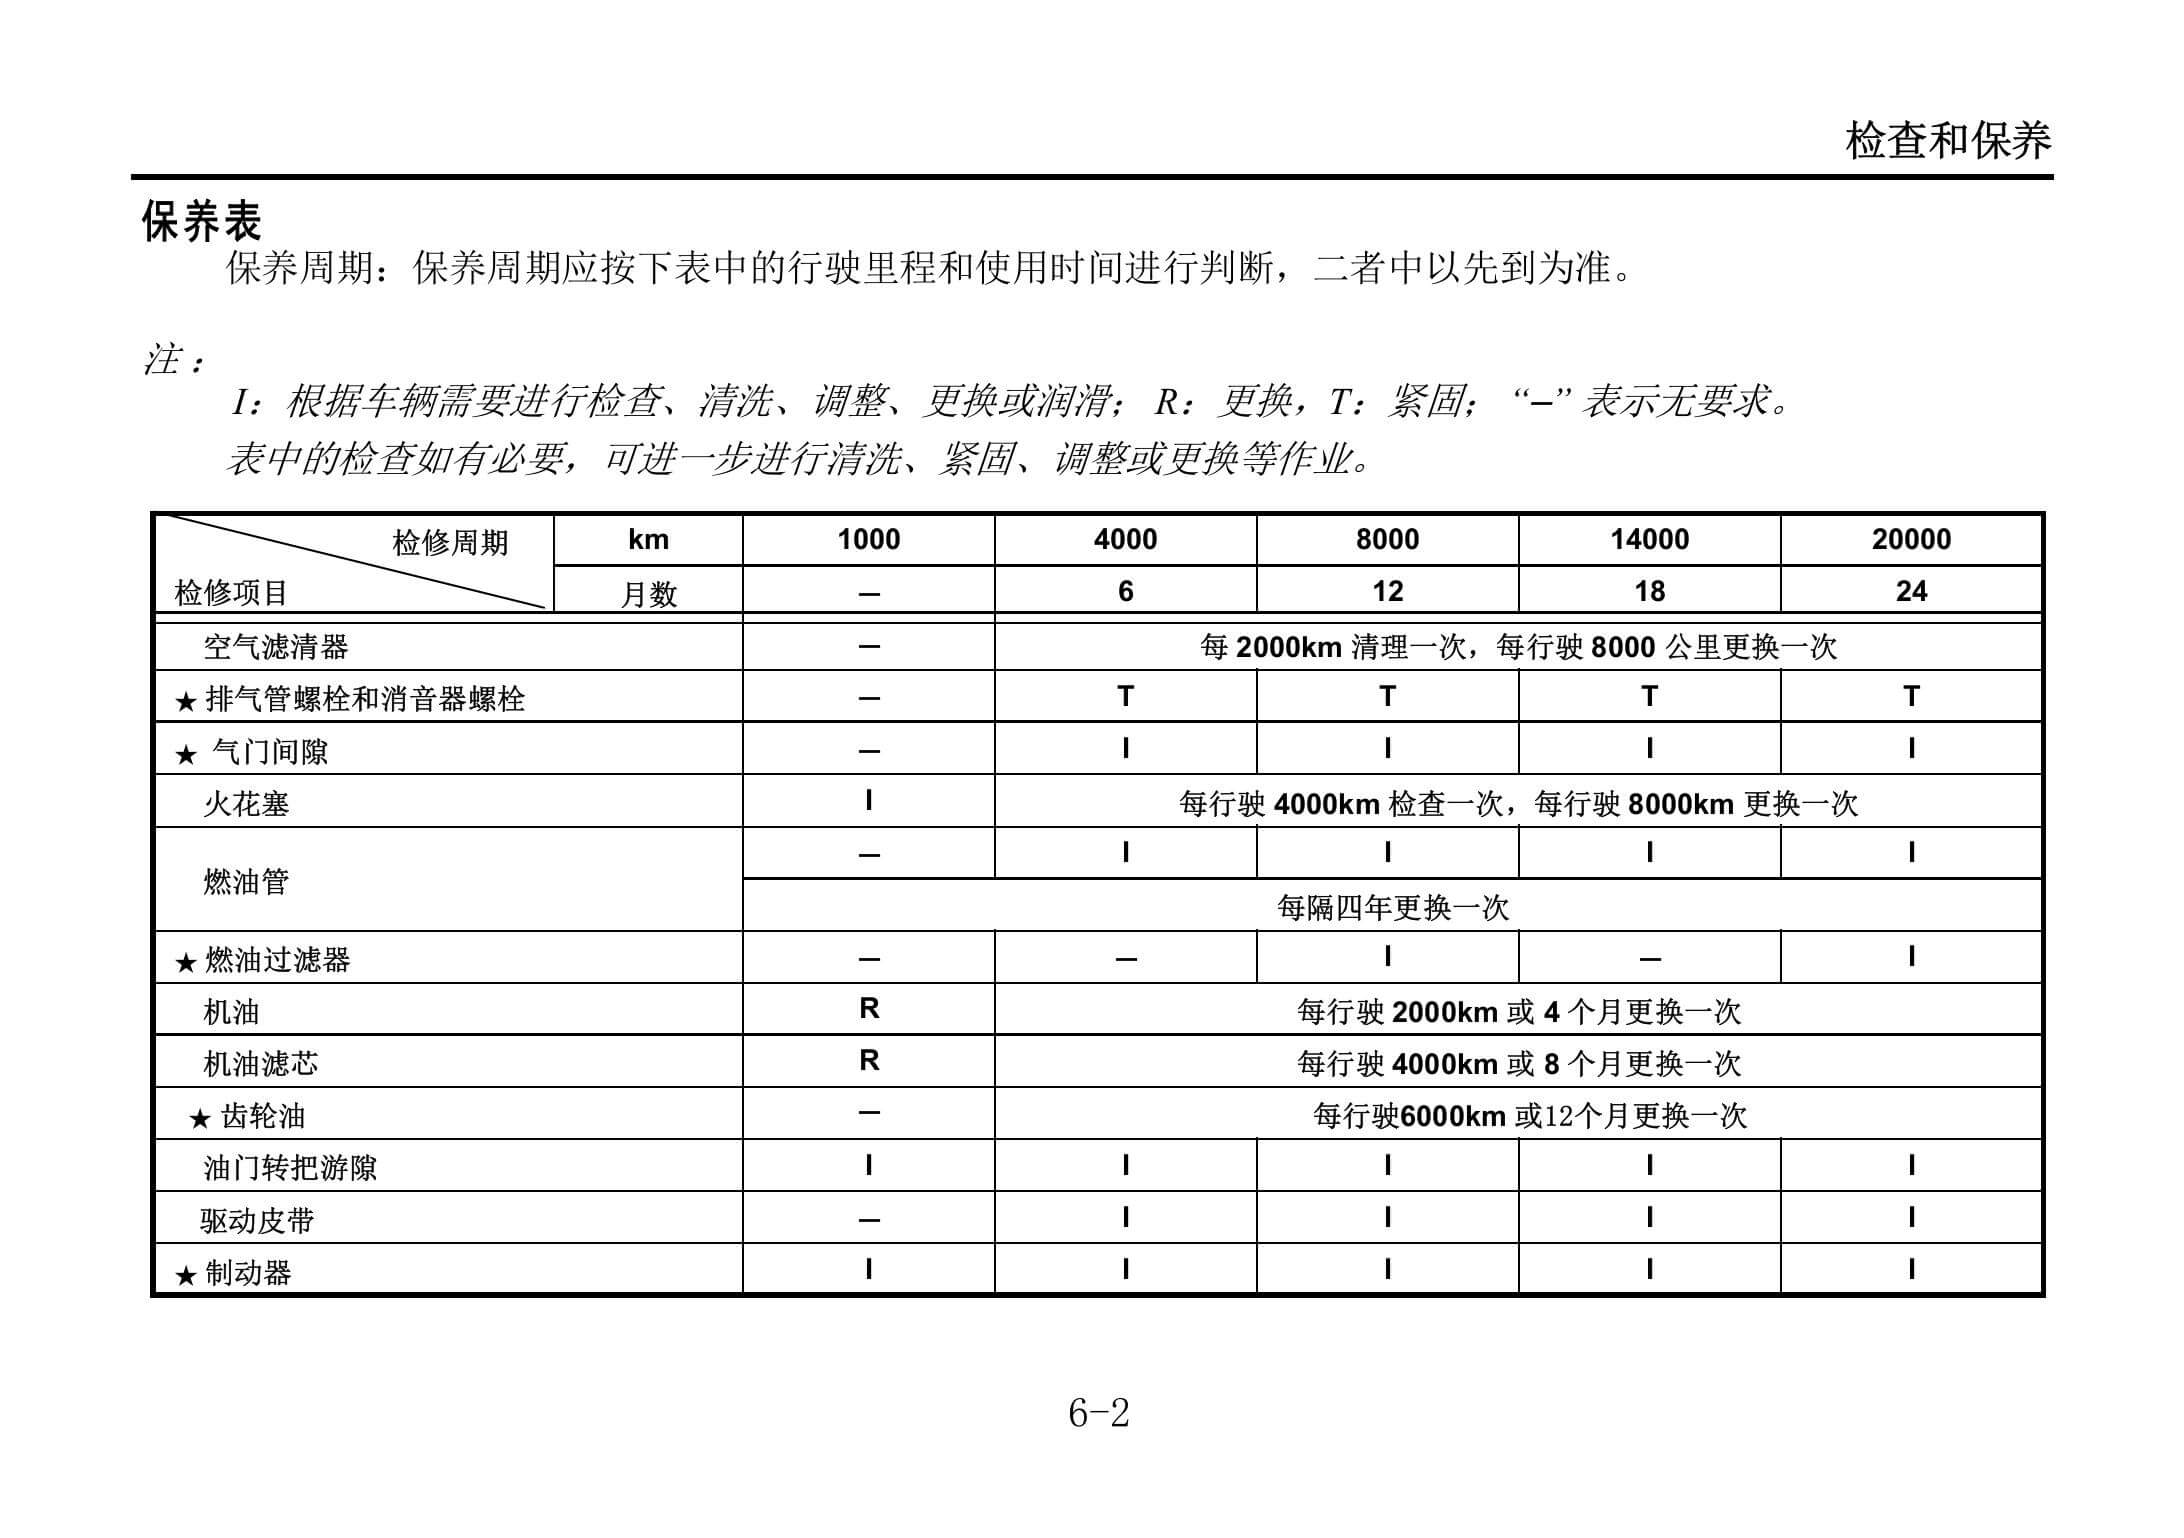 检查和保养
保养表
保养周期：保养周期应按下表中的行驶里程和使用时间进行判断，二者中以先到为准。
注：
I：根据车辆需要进行检查、清洗、调整、更换或润滑；R：更换，T：紧固；“–”表示无要求。
表中的检查如有必要，可进一步进行清洗、紧固、调整或更换等作业。
检修周期 km 1000 4000 8000 14000 20000
检修项目 月数 — 6 12 18 24
空气滤清器 — 每 2000km 清理一次，每行驶 8000 公里更换一次
★ 排气管螺栓和消音器螺栓 — T T T T
★ 气门间隙 — I I I I
火花塞 I 每行驶 4000km 检查一次，每行驶 8000km 更换一次
燃油管 — I I I I
每隔四年更换一次
★ 燃油过滤器 — — I — I
机油 R 每行驶 2000km 或 4 个月更换一次
机油滤芯 R 每行驶 4000km 或 8 个月更换一次
★ 齿轮油 — 每行驶6000km 或12个月更换一次
油门转把游隙 I I I I I
驱动皮带 — I I I I
★ 制动器 I I I I I
6-2